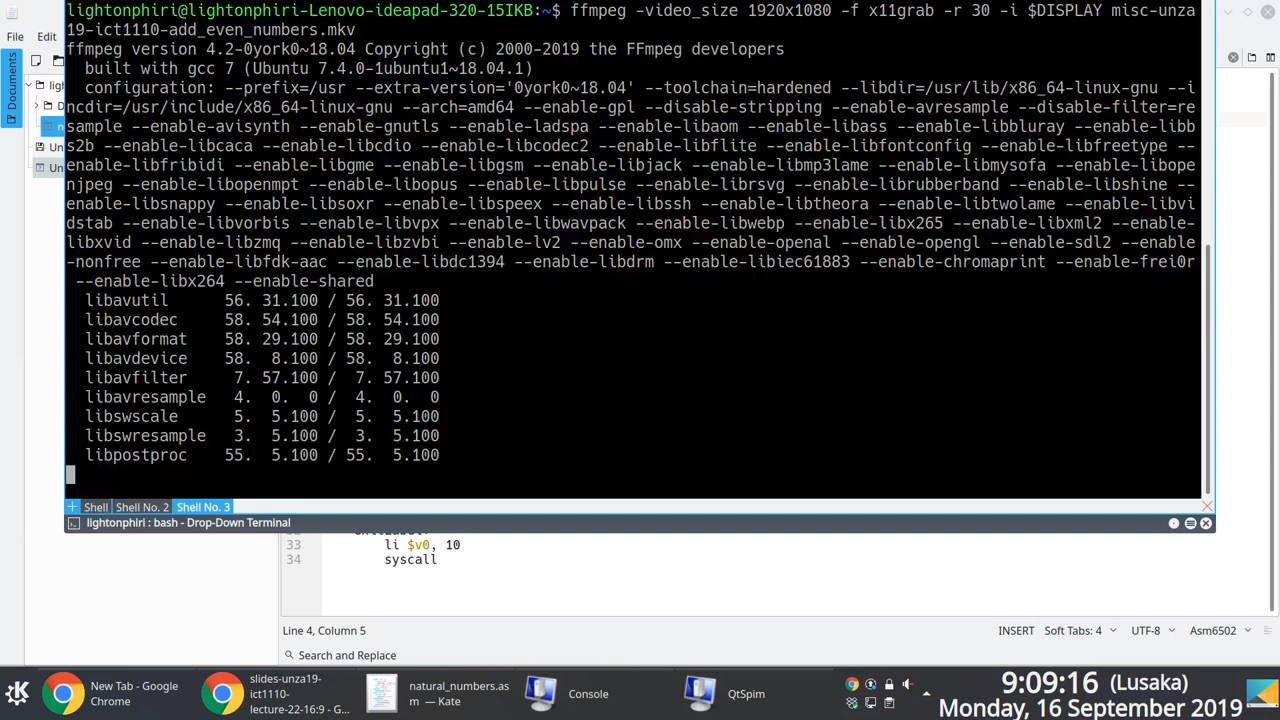 lightonphiri@lightonphiri-Lenovo-ideapad-320-15IKB:~$ ffmpeg -video_size 1920x1080 -f x11grab -r 30 -i $DISPLAY misc-unza
19-ict1110-add_even_numbers.mkv
ffmpeg version 4.2-0york0~18.04 Copyright (c) 2000-2019 the FFmpeg developers
built with gcc 7 (Ubuntu 7.4.0-1ubuntu1~18.04.1)
configuration: --prefix=/usr --extra-version='0york0~18.04' --toolchain=hardened --libdir=/usr/lib/x86_64-linux-gnu --i
ncdir=/usr/include/x86_64-linux-gnu --arch=amd64 --enable-gpl --disable-stripping --enable-avresample --disable-filter=re
sample --enable-avisynth --enable-gnutls --enable-ladspa --enable-libaom --enable-libass --enable-libbluray --enable-libb
s2b --enable-libcaca --enable-libcdio --enable-libcodec2 --enable-libflite --enable-libfontconfig --enable-libfreetype --
enable-libfribidi --enable-libgme --enable-libgsm --enable-libjack --enable-libmp3lame --enable-libmysofa --enable-libope
njpeg --enable-libopenmpt --enable-libopus --enable-libpulse --enable-librsvg --enable-librubberband --enable-libshine --
enable-libsnappy --enable-libsoxr --enable-libspeex --enable-libssh --enable-libtheora --enable-libtwolame --enable-libvi
dstab --enable-libvorbis --enable-libvpx --enable-libwavpack --enable-libwebp --enable-libx265 --enable-libxml2 --enable-
libxvid --enable-libzmq --enable-libzvbi --enable-lv2 --enable-omx --enable-openal --enable-opengl --enable-sdl2 --enable
-nonfree --enable-libfdk-aac --enable-libdc1394 --enable-libdrm --enable-libiec61883 --enable-chromaprint --enable-frei0r
--enable-libx264 --enable-shared
libavutil 56. 31.100 / 56. 31.100
libavcodec 58. 54.100 / 58. 54.100
libavformat 58. 29.100 / 58. 29.100
libavdevice 58. 8.100 / 58. 8.100
libavfilter 7. 57.100 / 7. 57.100
libavresample 4. 0. 0 / 4. 0. 0
libswscale 5. 5.100 / 5. 5.100
libswresample 3. 5.100 / 3. 5.100
libpostproc 55. 5.100 / 55. 5.100
Shell Shell No. 2 Shell No. 3
lightonphiri : bash - Drop-Down Terminal
File Edit
Documents
lig
D
n
Un
Un
33 li $v0, 10
34 syscall
Line 4, Column 5 INSERT Soft Tabs: 4 UTF-8 Asm6502
Search and Replace
New Tab - Google
Chrome
slides-unza19-
ict1110-
lecture-22-16:9 - G...
natural_numbers.as
m — Kate
Console
QtSpim
9:09:16 (Lusaka)
Monday, 16 September 2019